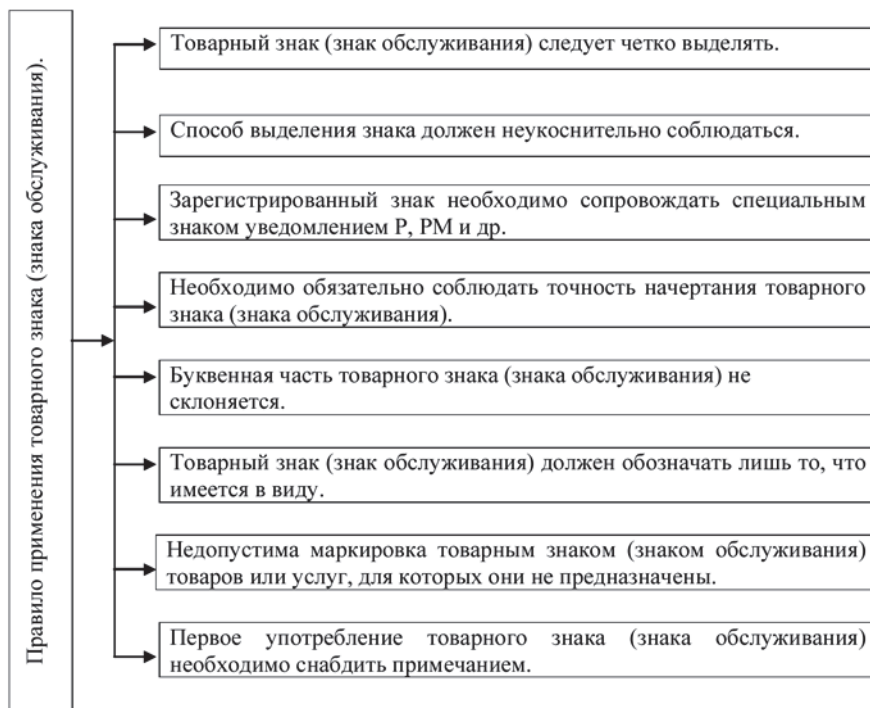 Правило применения товарного знака (знака обслуживания).
Товарный знак (знак обслуживания) следует четко выделять.
Способ выделения знака должен неукоснительно соблюдаться.
Зарегистрированный знак необходимо сопровождать специальным
знаком уведомлением Р, РМ и др.
Необходимо обязательно соблюдать точность начертания товарного
знака (знака обслуживания).
Буквенная часть товарного знака (знака обслуживания) не
склоняется.
Товарный знак (знак обслуживания) должен обозначать лишь то, что
имеется в виду.
Недопустима маркировка товарным знаком (знаком обслуживания)
товаров или услуг, для которых они не предназначены.
Первое употребление товарного знака (знака обслуживания)
необходимо снабдить примечанием.